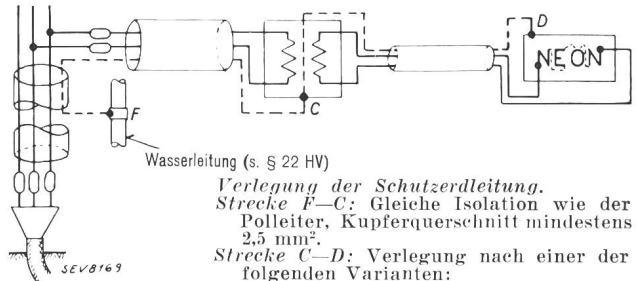 D
NEON
C
F
Wasserleitung (s. § 22 HV)
Verlegung der Schutzerdleitung.
Strecke F—C: Gleiche Isolation wie der
Polleiter, Kupferquerschnitt mindestens
2,5 mm².
Strecke C—D: Verlegung nach einer der
folgenden Varianten:
SEV8169